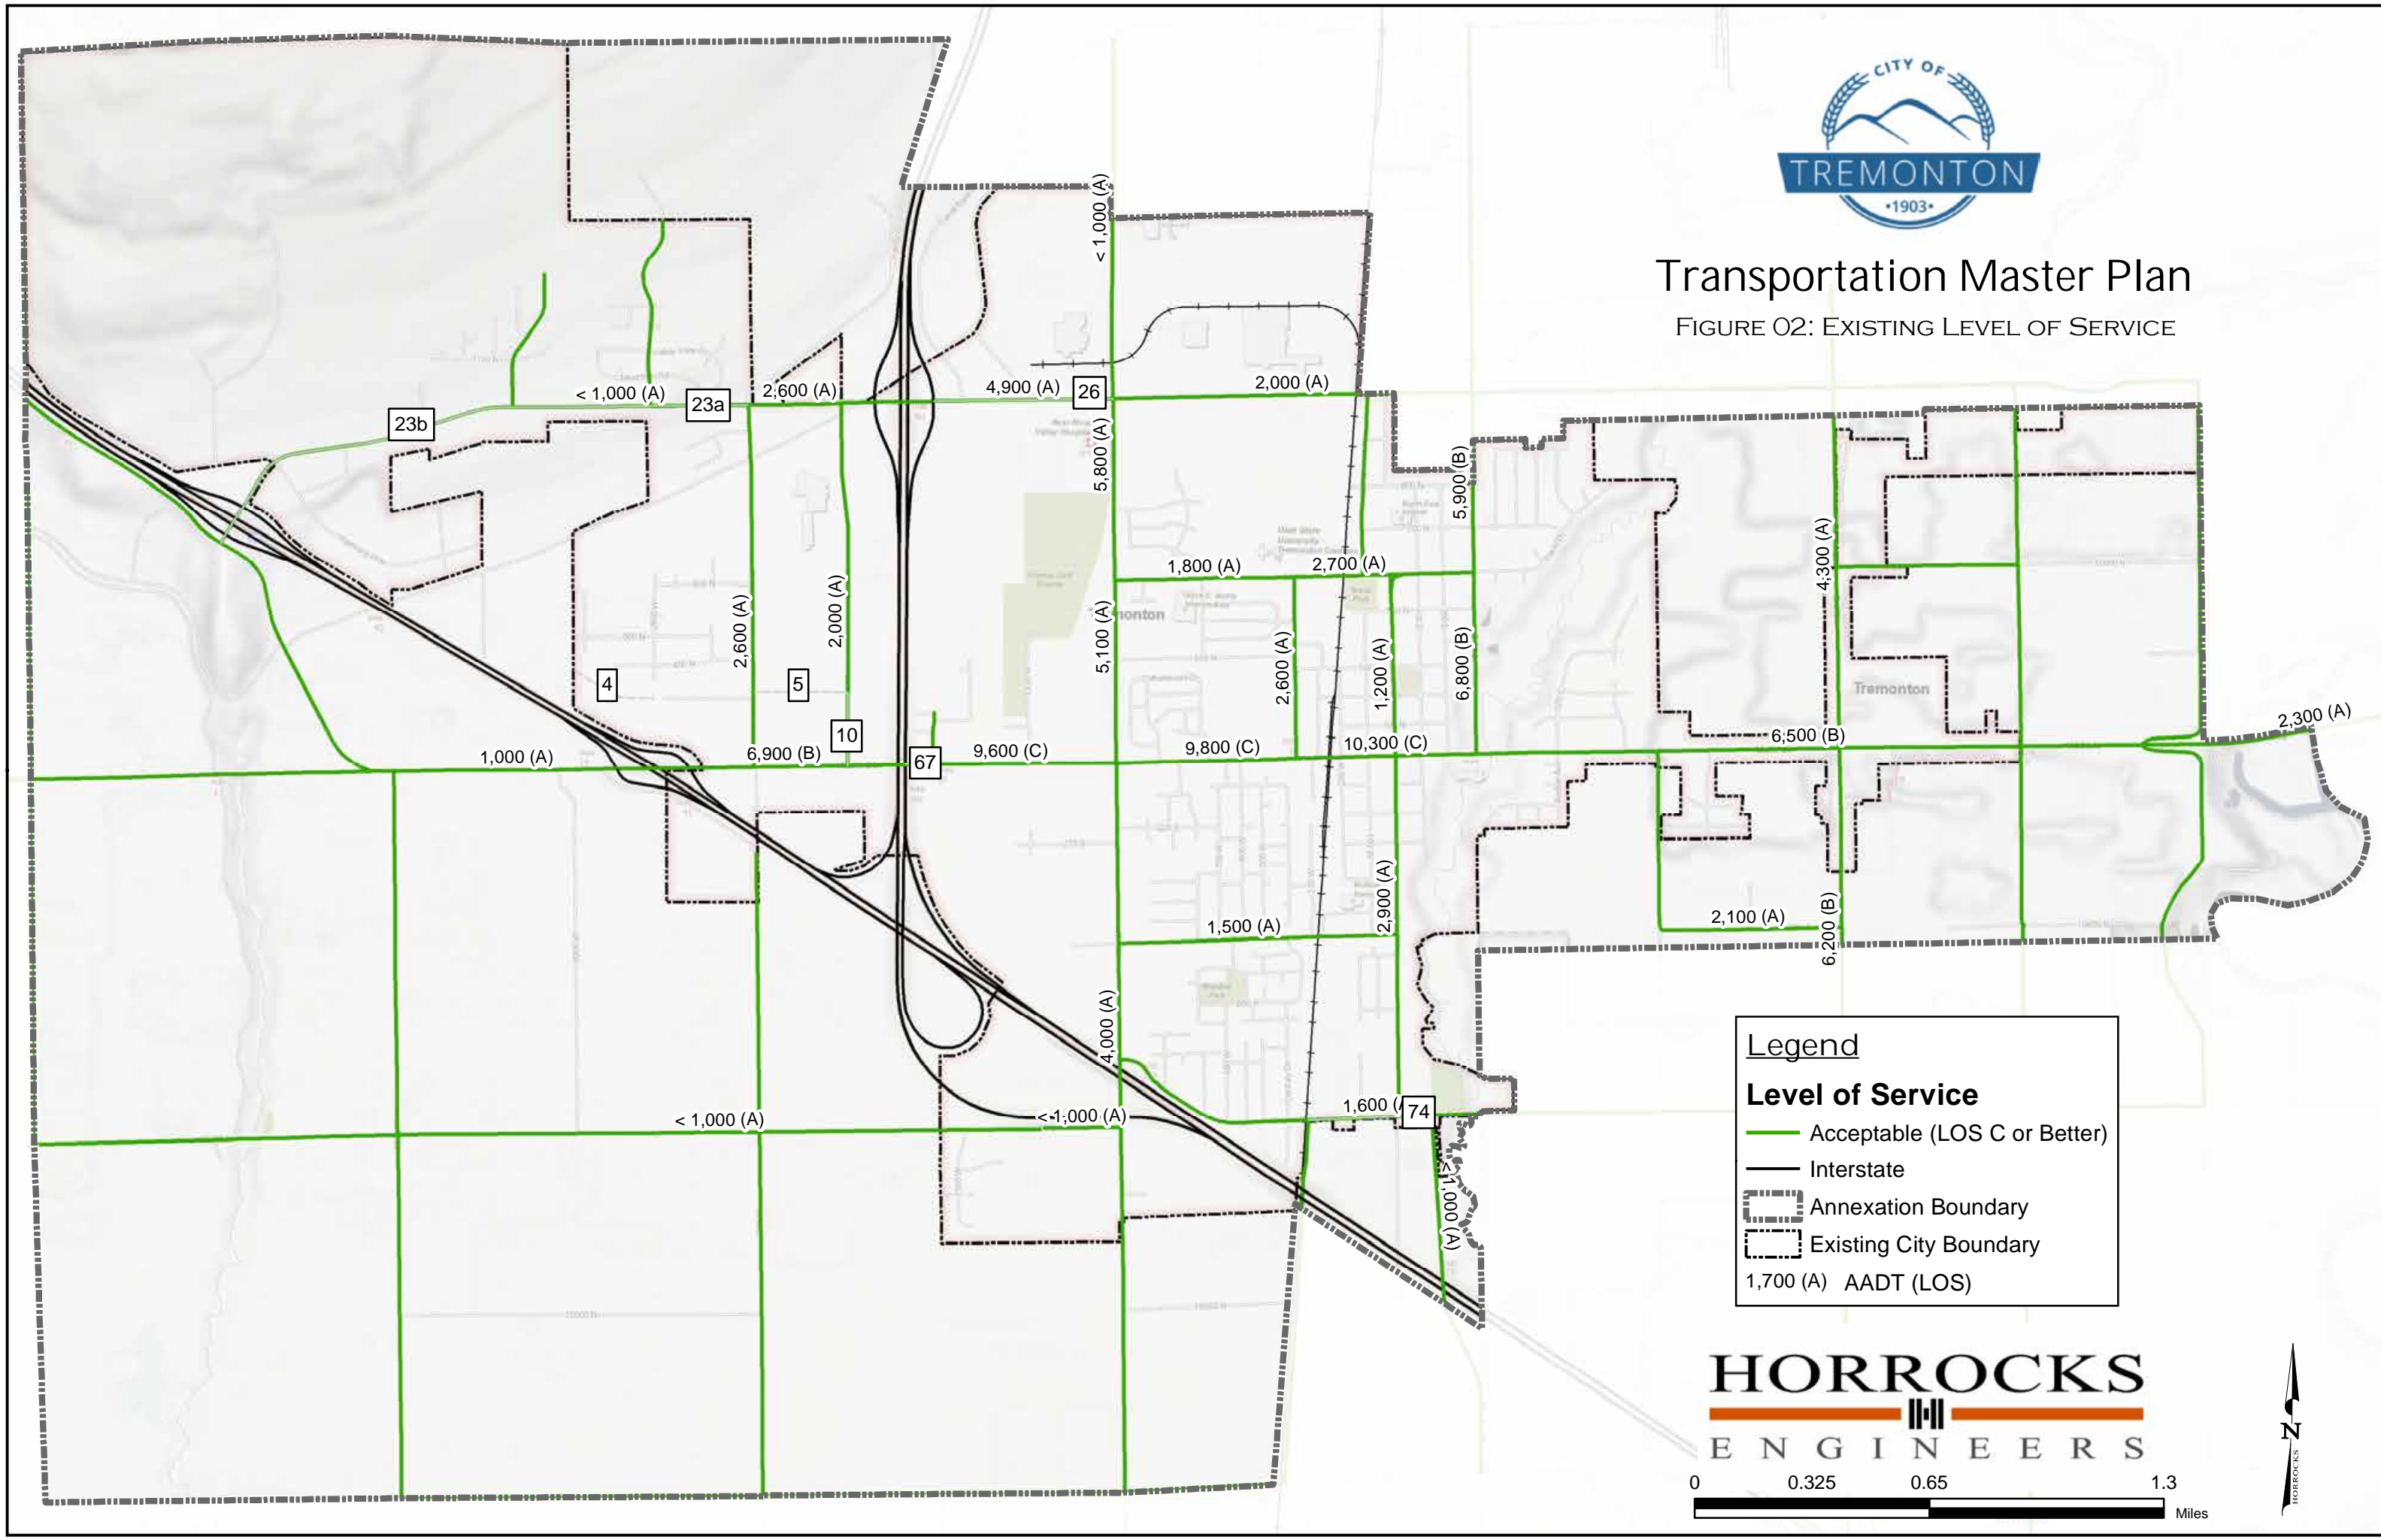 CITY OF
TREMONTON
•1903•
Transportation Master Plan
FIGURE 02: EXISTING LEVEL OF SERVICE
< 1,000 (A)
< 1,000 (A)
23a
2,600 (A)
4,900 (A)
26
2,000 (A)
23b
5,800 (A)
5,900 (B)
4,300 (A)
1,800 (A)
2,700 (A)
2,600 (A)
2,000 (A)
5,100 (A)
2,600 (A)
1,200 (A)
6,800 (B)
4
5
Tremonton
10
2,300 (A)
1,000 (A)
6,900 (B)
67
9,600 (C)
9,800 (C)
10,300 (C)
6,500 (B)
2,900 (A)
1,500 (A)
2,100 (A)
6,200 (B)
4,000 (A)
< 1,000 (A)
< 1,000 (A)
1,600 (
74
< 1,000 (A)
Legend
Level of Service
Acceptable (LOS C or Better)
Interstate
Annexation Boundary
Existing City Boundary
1,700 (A) AADT (LOS)
HORROCKS
ENGINEERS
0 0.325 0.65 1.3
Miles
N
HORROCKS